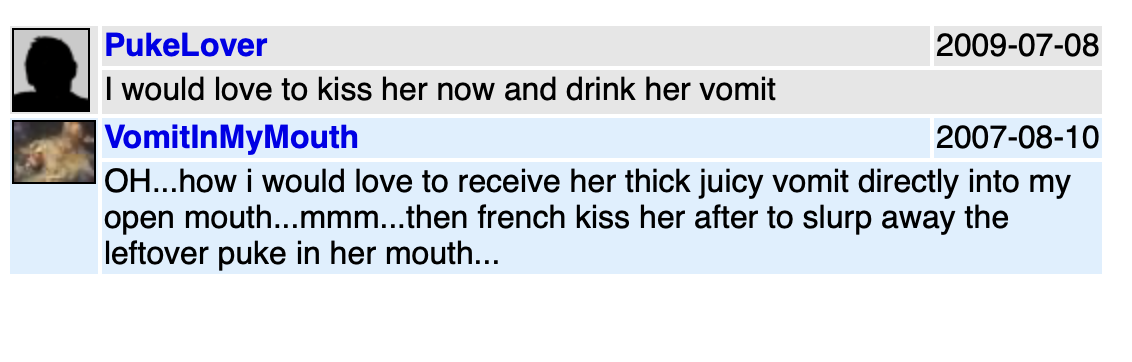 PukeLover 2009-07-08
I would love to kiss her now and drink her vomit
VomitInMyMouth 2007-08-10
OH...how i would love to receive her thick juicy vomit directly into my
open mouth...mmm...then french kiss her after to slurp away the
leftover puke in her mouth...